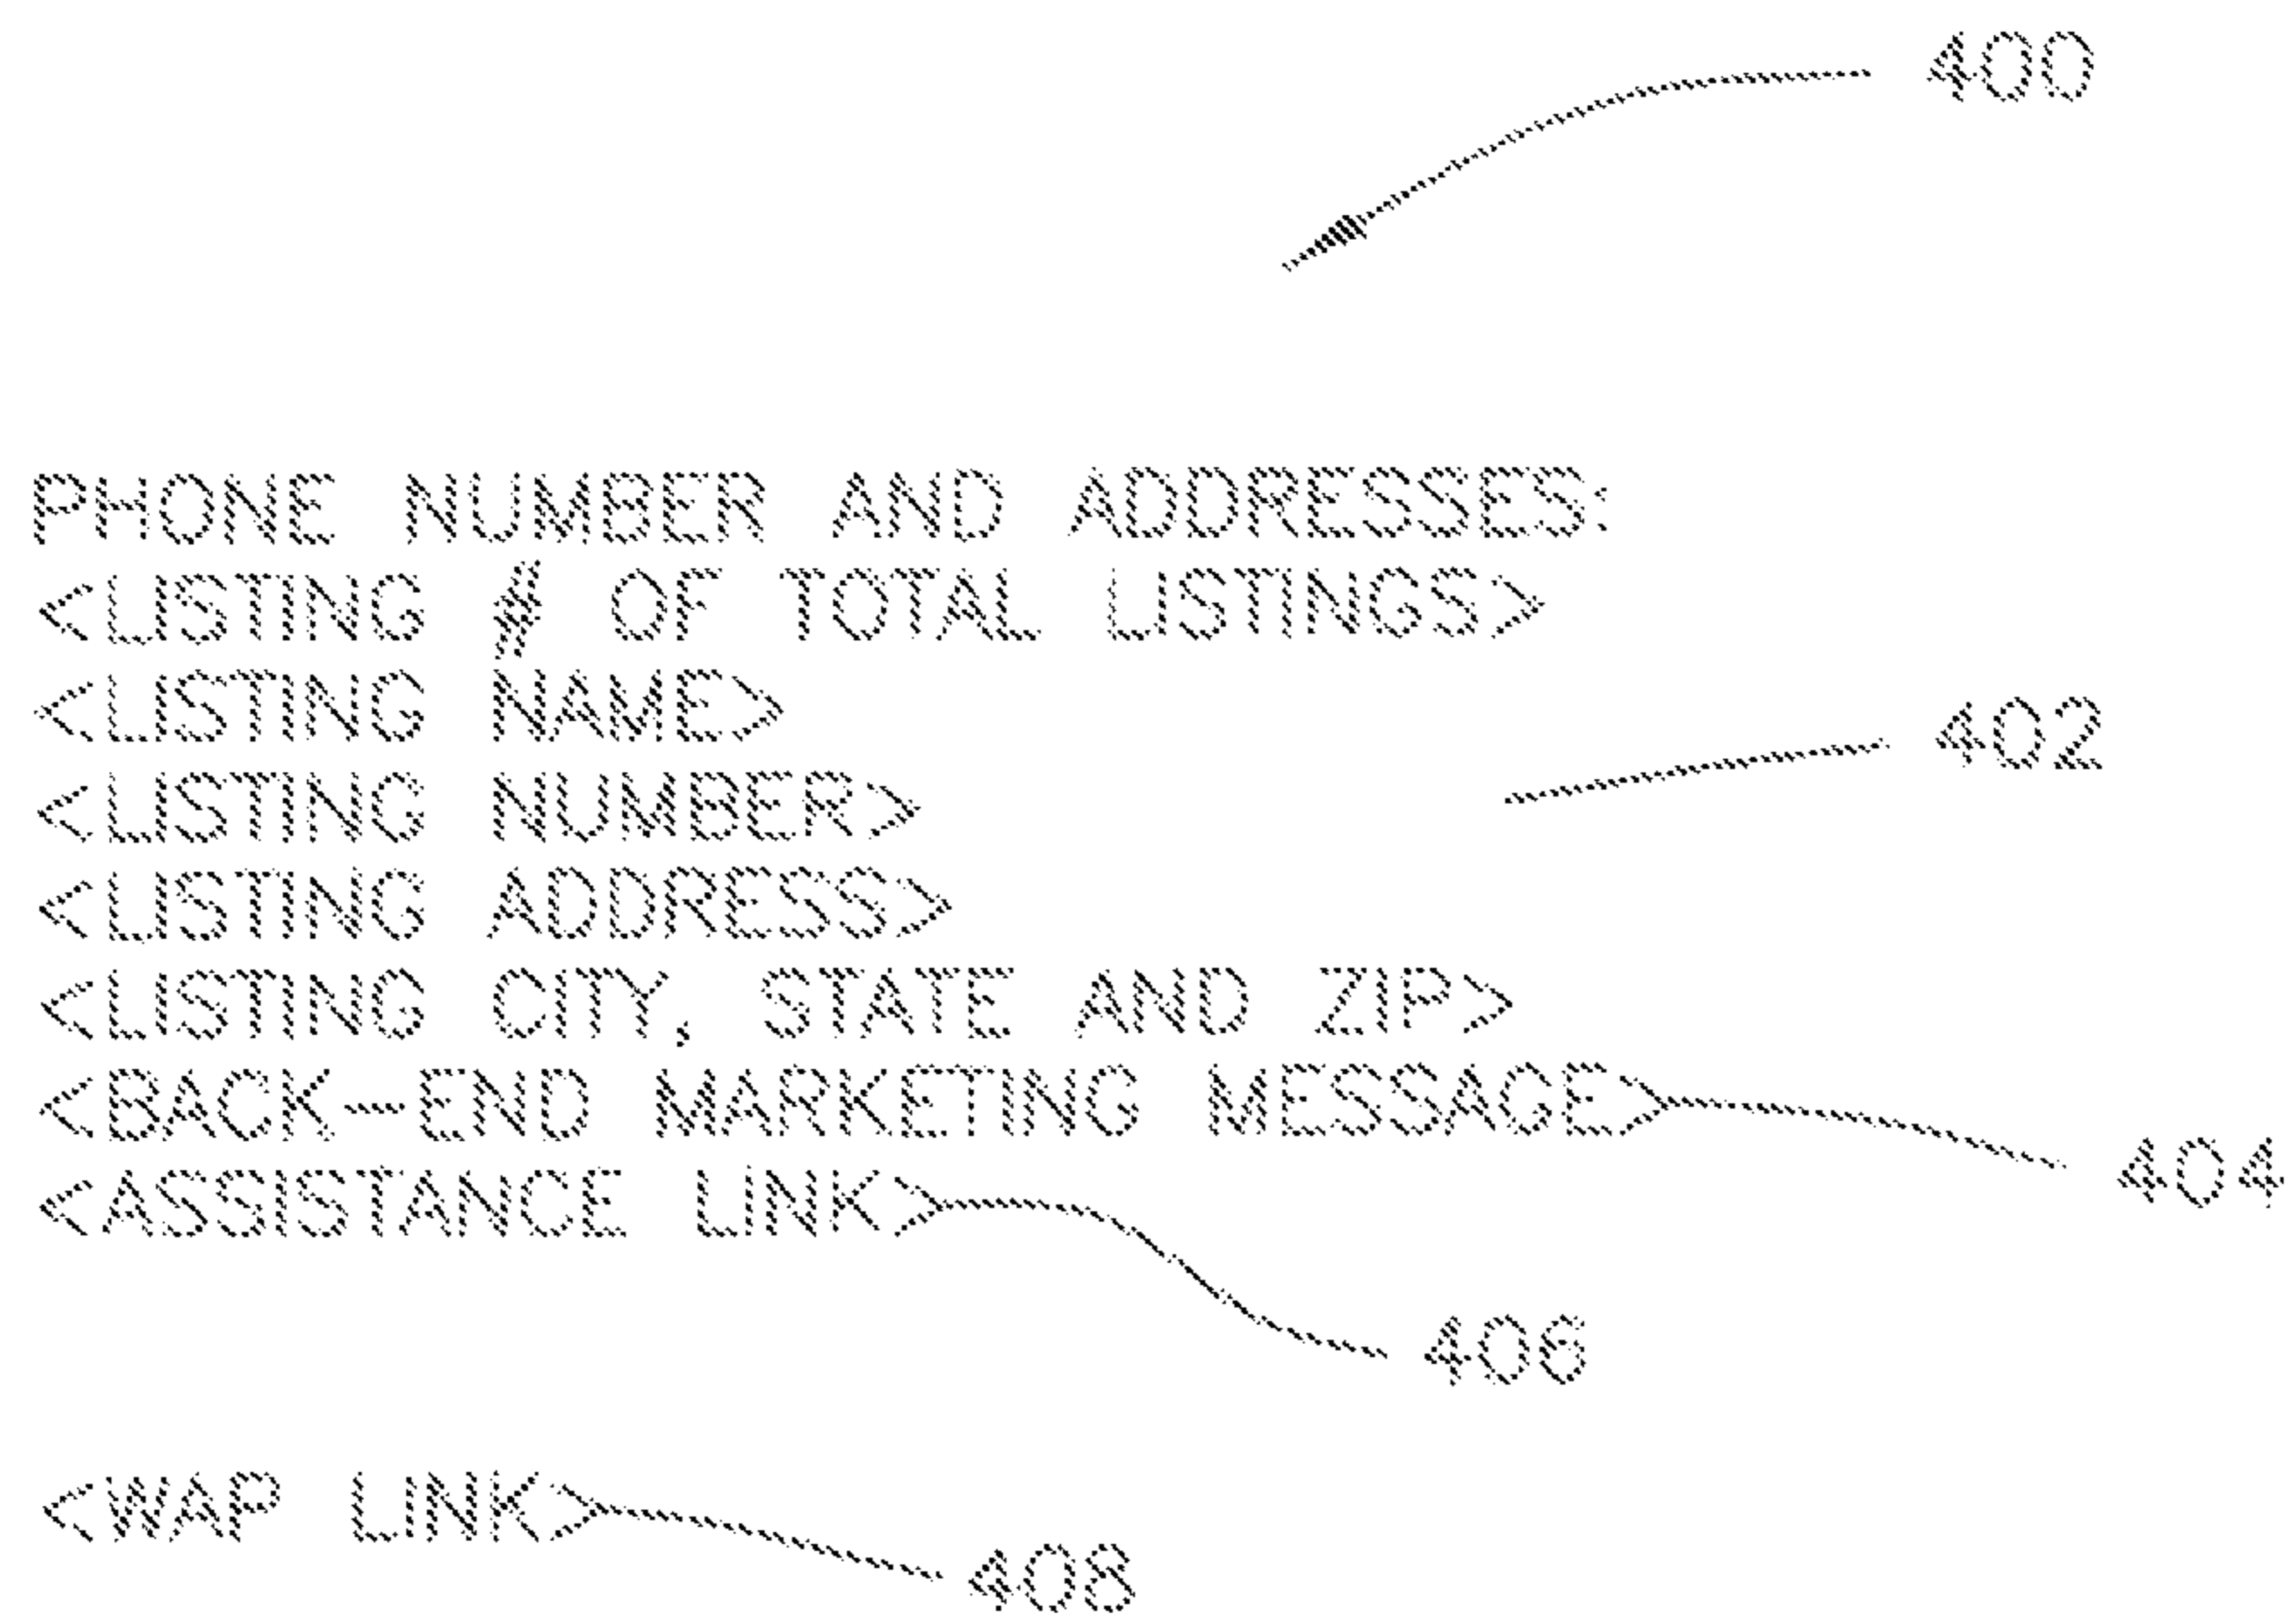 400
PHONE NUMBER AND ADDRESSES:
<LISTING # OF TOTAL LISTINGS>
<LISTING NAME>
402
<LISTING NUMBER>
<LISTING ADDRESS>
<LISTING CITY, STATE AND ZIP>
<BACK-END MARKETING MESSAGE>
404
<ASSISTANCE LINK>
406
<WAP LINK>
408